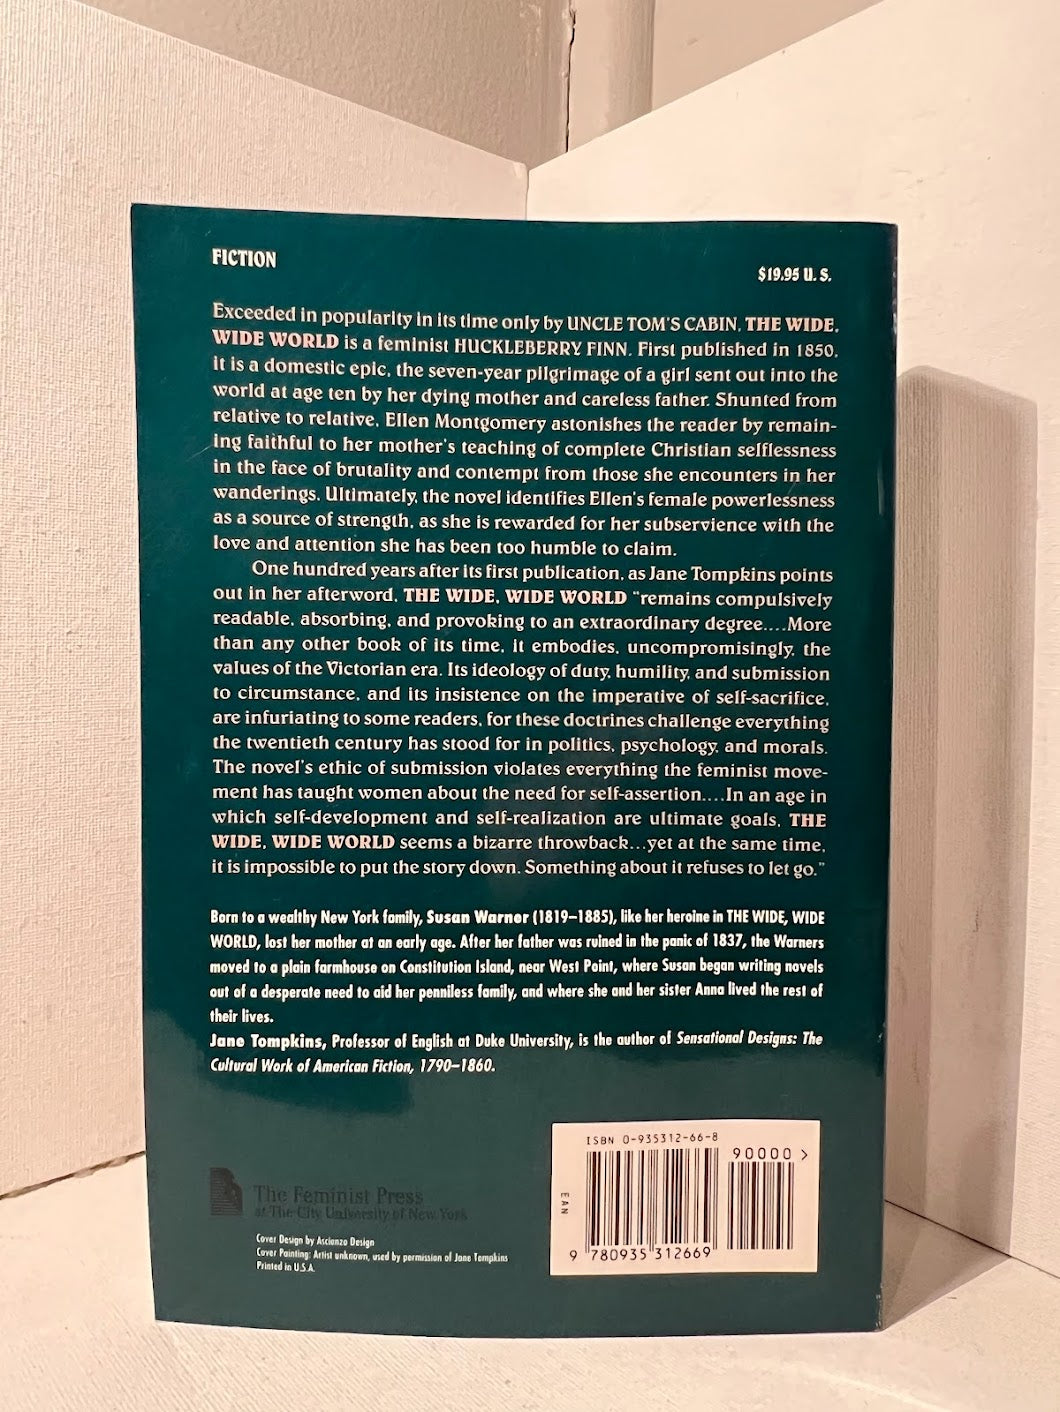 FICTION
$19.95 U. S.
Exceeded in popularity in its time only by UNCLE TOM'S CABIN, THE WIDE,
WIDE WORLD is a feminist HUCKLEBERRY FINN. First published in 1850,
it is a domestic epic, the seven-year pilgrimage of a girl sent out into the
world at age ten by her dying mother and careless father. Shunted from
relative to relative, Ellen Montgomery astonishes the reader by remain-
ing faithful to her mother's teaching of complete Christian selflessness
in the face of brutality and contempt from those she encounters in her
wanderings. Ultimately, the novel identifies Ellen's female powerlessness
as a source of strength, as she is rewarded for her subservience with the
love and attention she has been too humble to claim.
One hundred years after its first publication, as Jane Tompkins points
out in her afterword, THE WIDE, WIDE WORLD "remains compulsively
readable, absorbing, and provoking to an extraordinary degree....More
than any other book of its time, it embodies, uncompromisingly, the
values of the Victorian era. Its ideology of duty, humility, and submission
to circumstance, and its insistence on the imperative of self-sacrifice,
are infuriating to some readers, for these doctrines challenge everything
the twentieth century has stood for in politics, psychology, and morals.
The novel's ethic of submission violates everything the feminist move-
ment has taught women about the need for self-assertion....In an age in
which self-development and self-realization are ultimate goals, THE
WIDE, WIDE WORLD seems a bizarre throwback...yet at the same time,
it is impossible to put the story down. Something about it refuses to let go."
Born to a wealthy New York family, Susan Warner (1819–1885), like her heroine in THE WIDE, WIDE
WORLD, lost her mother at an early age. After her father was ruined in the panic of 1837, the Warners
moved to a plain farmhouse on Constitution Island, near West Point, where Susan began writing novels
out of a desperate need to aid her penniless family, and where she and her sister Anna lived the rest of
their lives.
Jane Tompkins, Professor of English at Duke University, is the author of Sensational Designs: The
Cultural Work of American Fiction, 1790–1860.
The Feminist Press
at The City University of New York
Cover Design by Ascienzo Design
Cover Painting: Artist unknown, used by permission of Jane Tompkins
Printed in U.S.A.
ISBN 0-935312-66-8
90000 >
EAN
9 780935 312669